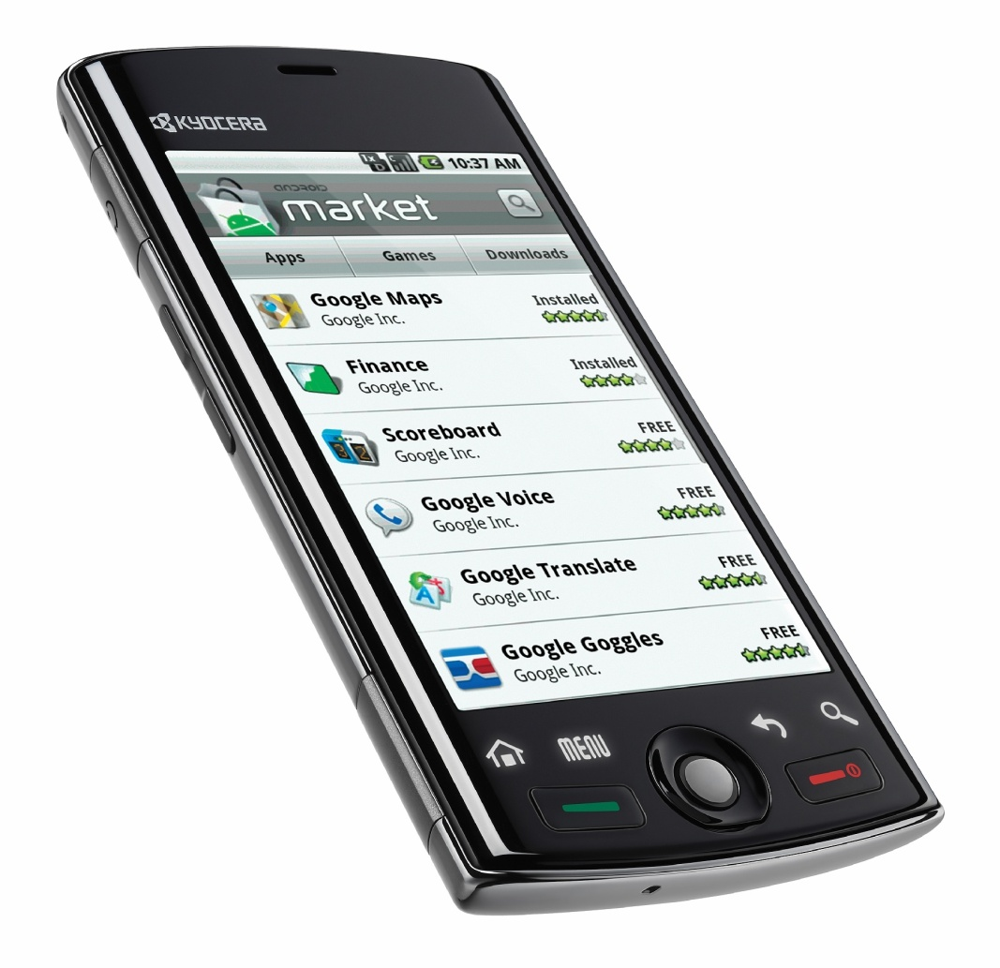 KYOCERA
1x
10:37 AM
android
market
Apps Games Downloads
Google Maps Installed
Google Inc.
Finance Installed
Google Inc.
Scoreboard FREE
Google Inc.
Google Voice FREE
Google Inc.
Google Translate FREE
Google Inc.
Google Goggles FREE
Google Inc.
MENU